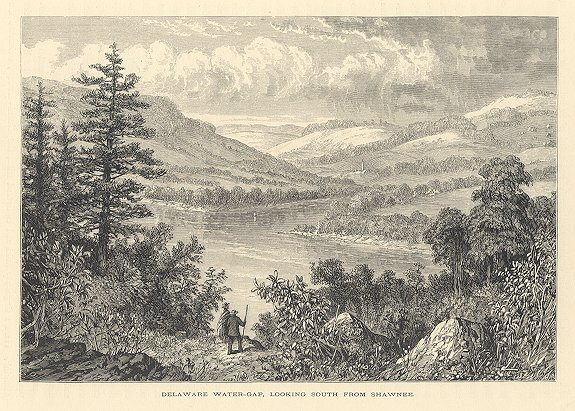 DELAWARE WATER-GAP, LOOKING SOUTH FROM SHAWNEE.